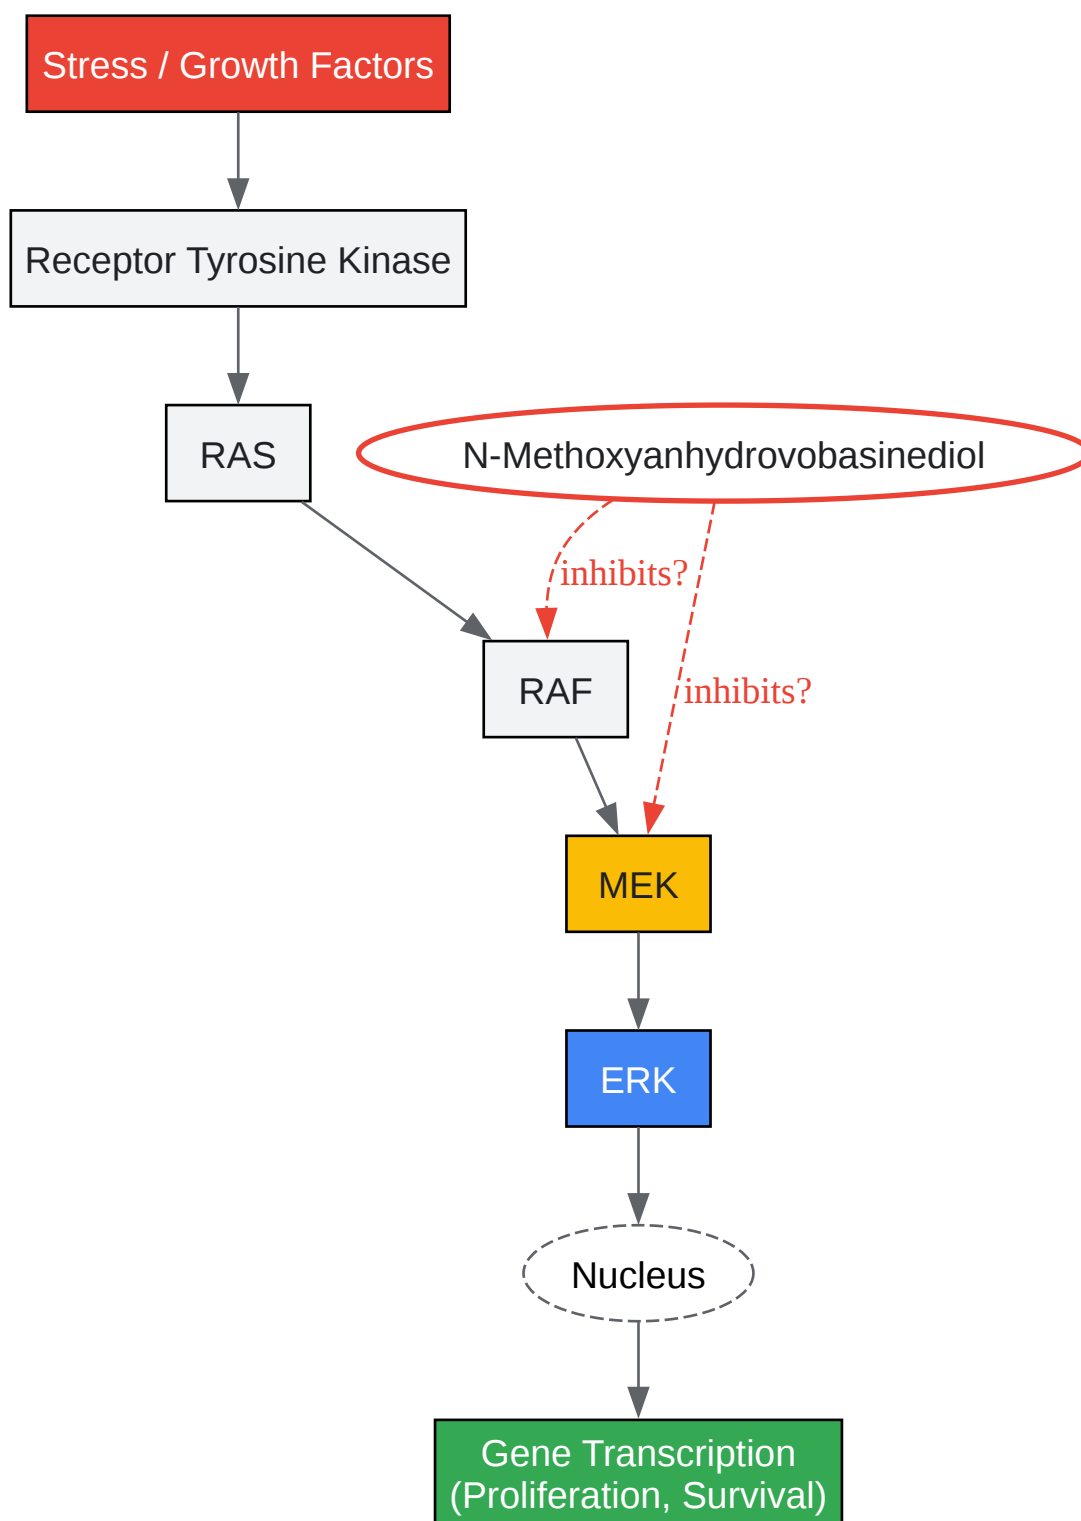 Stress / Growth Factors
Receptor Tyrosine Kinase
RAS
N-Methoxyanhydrovobasinediol
inhibits?
RAF
inhibits?
MEK
ERK
Nucleus
Gene Transcription
(Proliferation, Survival)